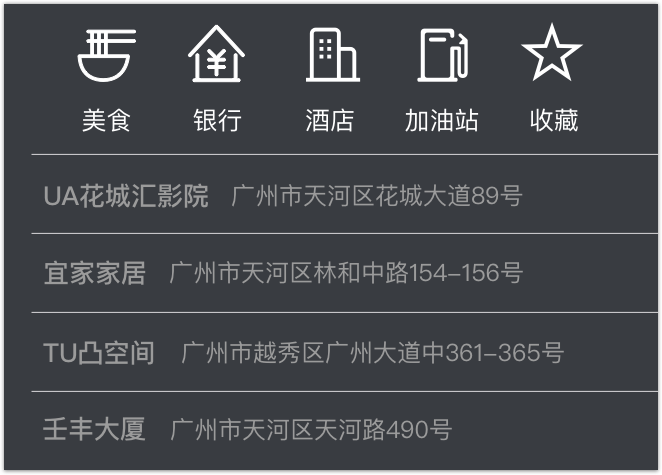 美食 银行 酒店 加油站 收藏
UA花城汇影院 广州市天河区花城大道89号
宜家家居 广州市天河区林和中路154-156号
TU凸空间 广州市越秀区广州大道中361-365号
壬丰大厦 广州市天河区天河路490号